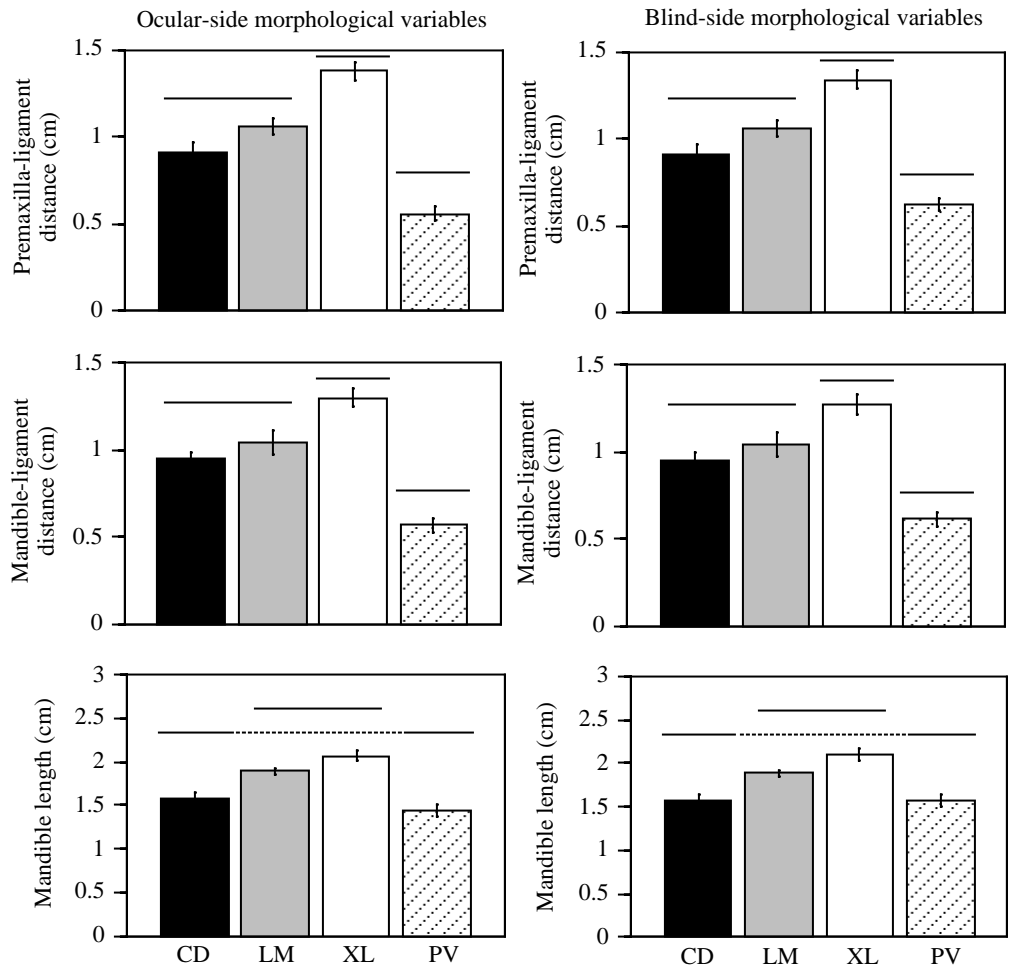 Ocular-side morphological variables
Blind-side morphological variables
Premaxilla-ligament
distance (cm)
1.5
1
0.5
0
Premaxilla-ligament
distance (cm)
1.5
1
0.5
0
Mandible-ligament
distance (cm)
1.5
1
0.5
0
Mandible-ligament
distance (cm)
1.5
1
0.5
0
Mandible length (cm)
3
2.5
2
1.5
1
0.5
0
CD LM XL PV
Mandible length (cm)
3
2.5
2
1.5
1
0.5
0
CD LM XL PV